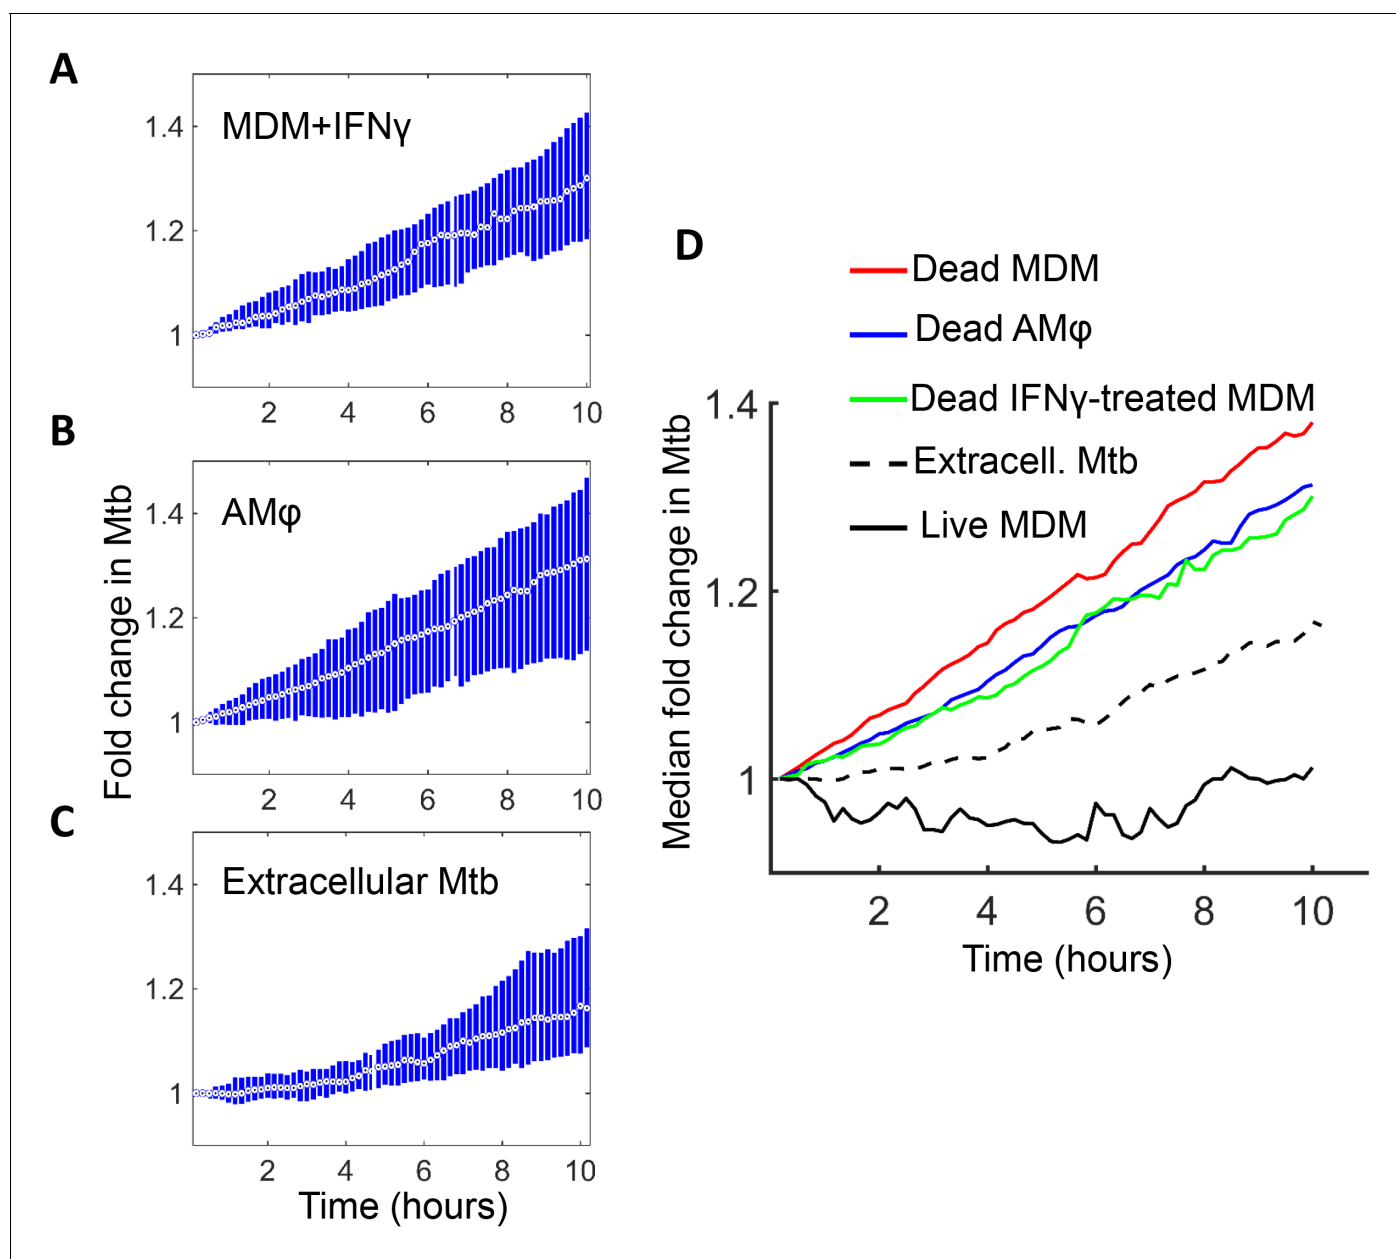 A
MDM+IFNγ
1.4
1.2
1
2 4 6 8 10
B
AMφ
1.4
1.2
1
2 4 6 8 10
Fold change in Mtb
C
Extracellular Mtb
1.4
1.2
1
2 4 6 8 10
Time (hours)
D
Dead MDM
Dead AMφ
Dead IFNγ-treated MDM
Extracell. Mtb
Live MDM
Median fold change in Mtb
1.4
1.2
1
2 4 6 8 10
Time (hours)